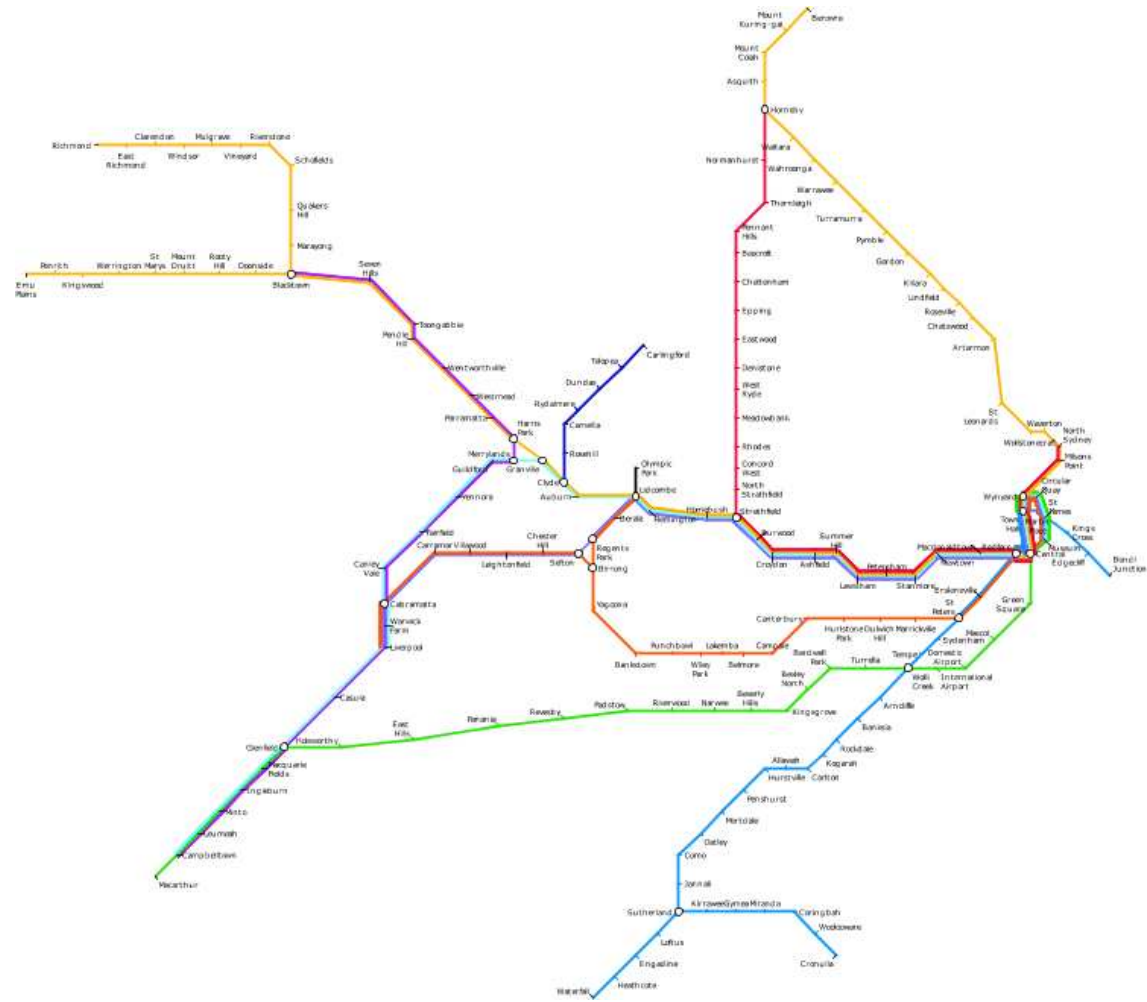 Mount
Kuring-gai
Berowra
Mount
Colah
Asquith
Hornsby
Waitara
Normanhurst
Wahroonga
Warrawee
Thornleigh
Turramurra
Pennant
Hills
Pymble
Beecroft
Gordon
Cheltenham
Killara
Lindfield
Epping
Roseville
Chatswood
Eastwood
Artarmon
Denistone
West
Ryde
Meadowbank
St
Leonards
Waverton
North
Sydney
Wollstonecraft
Rhodes
Milsons
Point
Concord
West
North
Strathfield
Circular
Quay
Wynyard
St
James
Town
Hall
Martin
Place
Kings
Cross
Museum
Edgecliff
Bondi
Junction
Central
Redfern
Macdonaldtown
Newtown
Erskineville
St
Peters
Green
Square
Mascot
Sydenham
Domestic
Airport
International
Airport
Tempe
Wolli
Creek
Richmond
East
Richmond
Clarendon
Windsor
Mulgrave
Vineyard
Riverstone
Schofields
Quakers
Hill
Marayong
Emu
Plains
Penrith
Kingswood
Werrington
St
Marys
Mount
Druitt
Rooty
Hill
Doonside
Blacktown
Seven
Hills
Toongabbie
Pendle
Hill
Wentworthville
Westmead
Parramatta
Harris
Park
Merrylands
Granville
Guildford
Clyde
Auburn
Carlingford
Telopea
Dundas
Rydalmere
Camellia
Rosehill
Olympic
Park
Lidcombe
Berala
Flemington
Homebush
Strathfield
Burwood
Croydon
Ashfield
Summer
Hill
Lewisham
Petersham
Stanmore
Yennora
Fairfield
Canley
Vale
Carramar
Villawood
Leightonfield
Chester
Hill
Sefton
Regents
Park
Birrong
Yagoona
Bankstown
Punchbowl
Wiley
Park
Lakemba
Belmore
Campsie
Canterbury
Hurlstone
Park
Dulwich
Hill
Marrickville
Cabramatta
Warwick
Farm
Liverpool
Casula
Glenfield
Holsworthy
East
Hills
Panania
Revesby
Padstow
Riverwood
Narwee
Beverly
Hills
Kingsgrove
Bexley
North
Bardwell
Park
Turrella
Macquarie
Fields
Ingleburn
Minto
Leumeah
Campbelltown
Macarthur
Arncliffe
Banksia
Rockdale
Kogarah
Carlton
Allawah
Hurstville
Penshurst
Mortdale
Oatley
Como
Jannali
Sutherland
Kirrawee
Gymea
Miranda
Caringbah
Woolooware
Cronulla
Loftus
Engadine
Heathcote
Waterfall